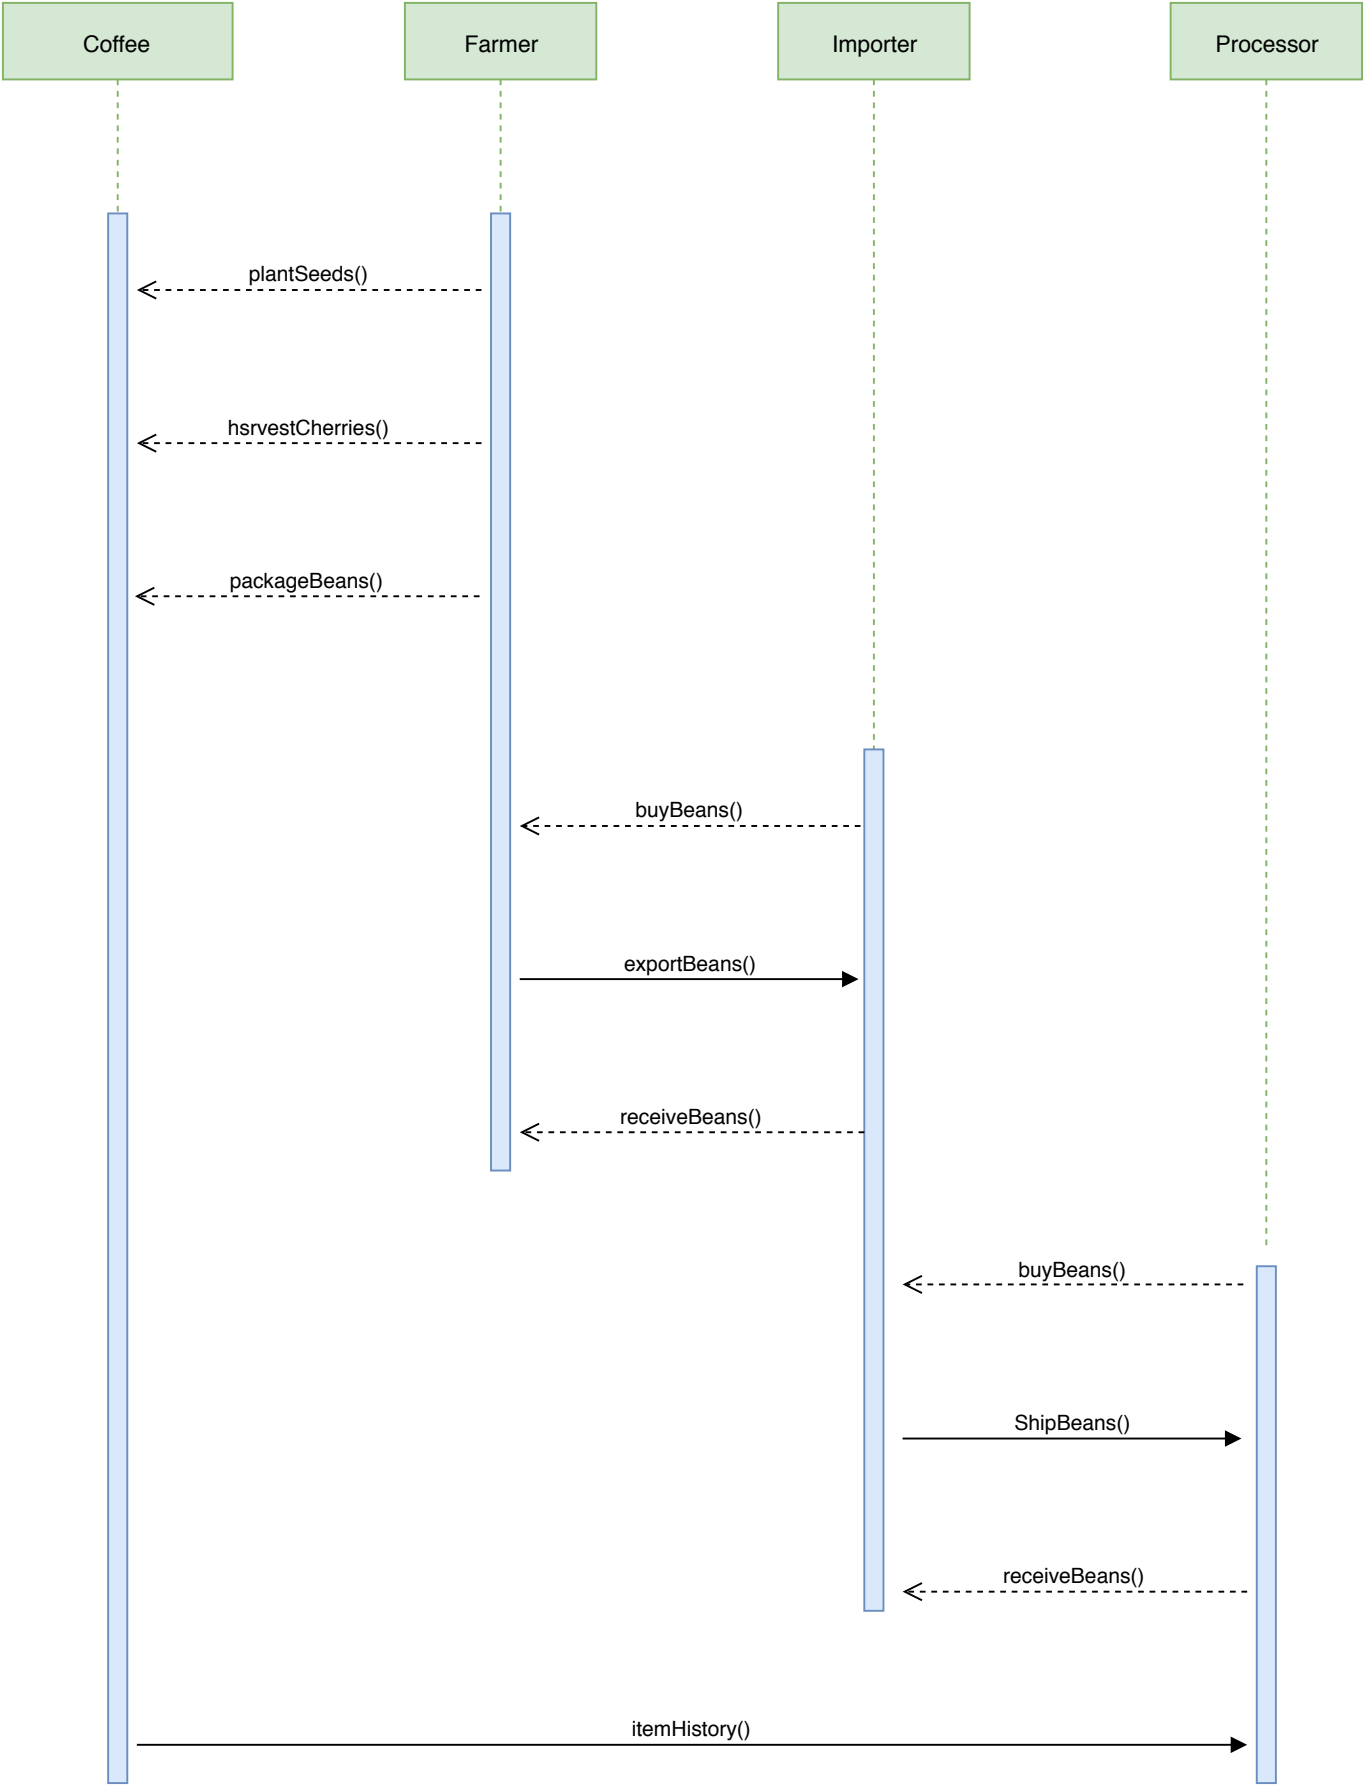 Coffee
Farmer
Importer
Processor
plantSeeds()
hsrvestCherries()
packageBeans()
buyBeans()
exportBeans()
receiveBeans()
buyBeans()
ShipBeans()
receiveBeans()
itemHistory()